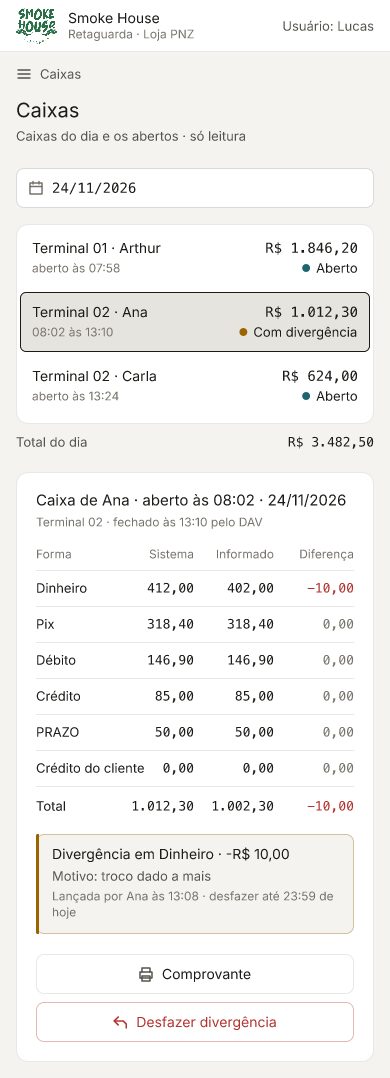 SMOKE HOUSE
Smoke House
Retaguarda · Loja PNZ
Usuário: Lucas
Caixas
Caixas
Caixas do dia e os abertos · só leitura
24/11/2026
Terminal 01 · Arthur R$ 1.846,20
aberto às 07:58 Aberto
Terminal 02 · Ana R$ 1.012,30
08:02 às 13:10 Com divergência
Terminal 02 · Carla R$ 624,00
aberto às 13:24 Aberto
Total do dia R$ 3.482,50
Caixa de Ana · aberto às 08:02 · 24/11/2026
Terminal 02 · fechado às 13:10 pelo DAV
Forma Sistema Informado Diferença
Dinheiro 412,00 402,00 −10,00
Pix 318,40 318,40 0,00
Débito 146,90 146,90 0,00
Crédito 85,00 85,00 0,00
PRAZO 50,00 50,00 0,00
Crédito do cliente 0,00 0,00 0,00
Total 1.012,30 1.002,30 −10,00
Divergência em Dinheiro · -R$ 10,00
Motivo: troco dado a mais
Lançada por Ana às 13:08 · desfazer até 23:59 de
hoje
Comprovante
Desfazer divergência